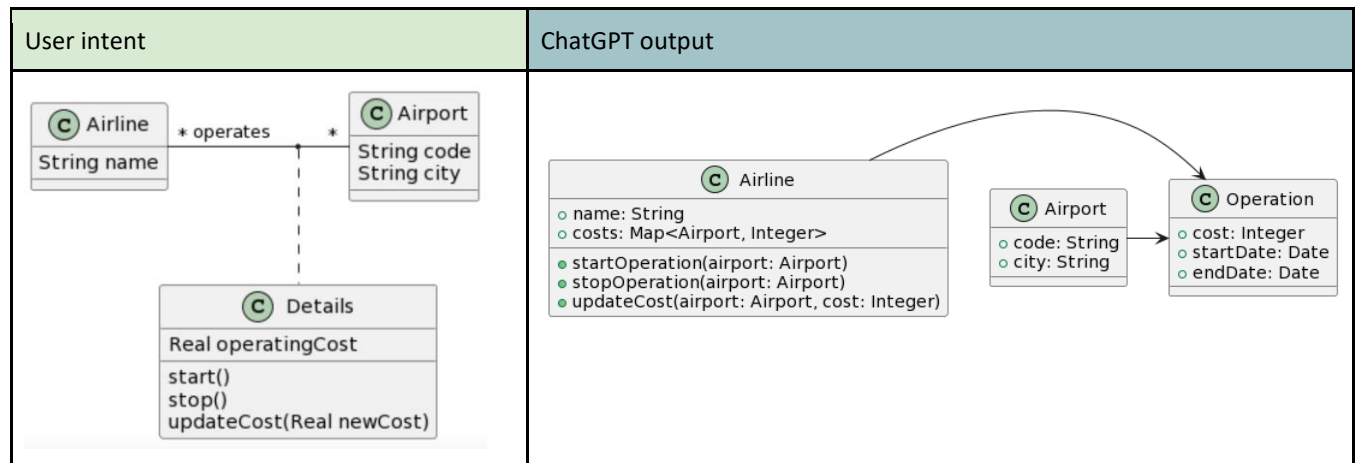 User intent
ChatGPT output
C Airline
String name
* operates *
C Airport
String code
String city
C Details
Real operatingCost
start()
stop()
updateCost(Real newCost)
C Airline
name: String
costs: Map<Airport, Integer>
startOperation(airport: Airport)
stopOperation(airport: Airport)
updateCost(airport: Airport, cost: Integer)
C Airport
code: String
city: String
C Operation
cost: Integer
startDate: Date
endDate: Date